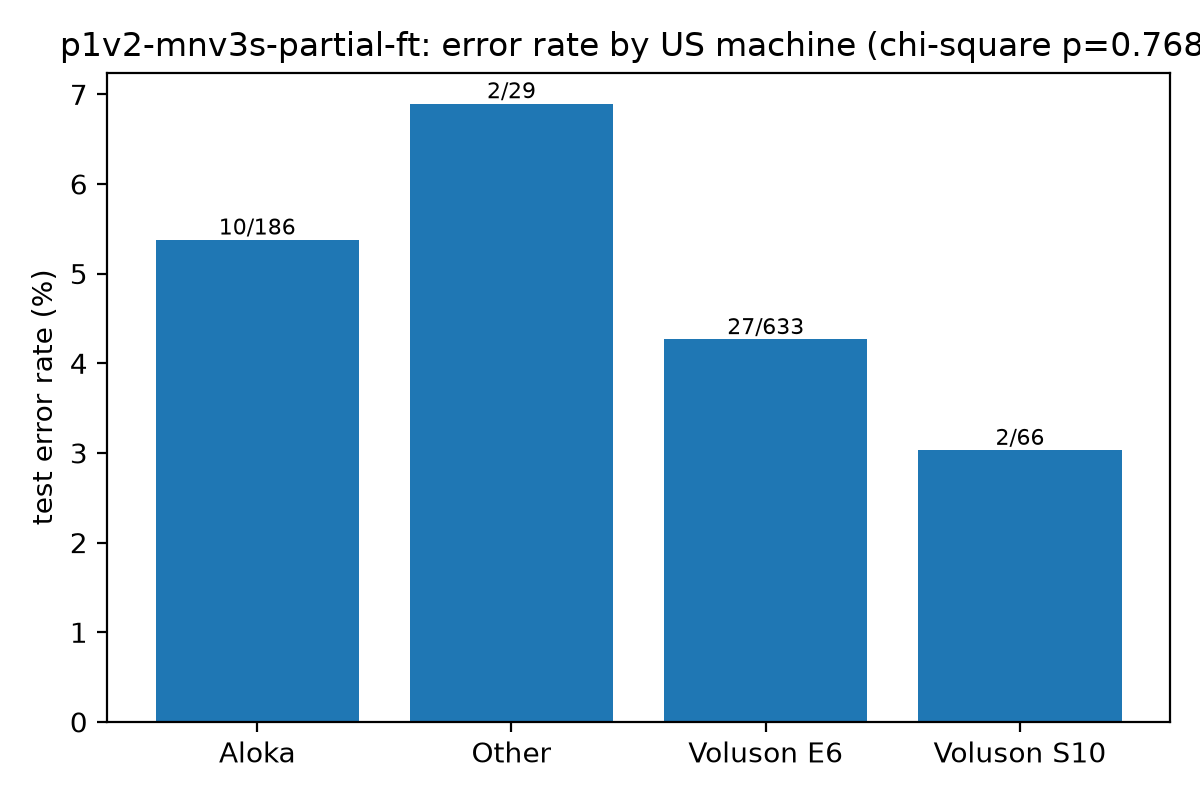 p1v2-mnv3s-partial-ft: error rate by US machine (chi-square p=0.768
test error rate (%)
7
6
5
4
3
2
1
0
10/186
2/29
27/633
2/66
Aloka
Other
Voluson E6
Voluson S10